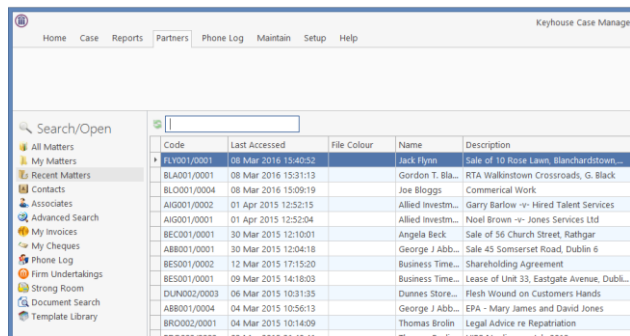 Keyhouse Case Manage
Home Case Reports Partners Phone Log Maintain Setup Help
Search/Open
All Matters
My Matters
Recent Matters
Contacts
Associates
Advanced Search
My Invoices
My Cheques
Phone Log
Firm Undertakings
Strong Room
Document Search
Template Library
Code Last Accessed File Colour Name Description
FLY001/0001 08 Mar 2016 15:40:52 Jack Flynn Sale of 10 Rose Lawn, Blanchardstown,...
BLA001/0001 08 Mar 2016 15:31:13 Gordon T. Bla... RTA Walkinstown Crossroads, G. Black
BLO001/0004 08 Mar 2016 15:09:19 Joe Bloggs Commerical Work
AIG001/0002 01 Apr 2015 12:52:15 Allied Investm... Garry Barlow -v- Hired Talent Services
AIG001/0001 01 Apr 2015 12:52:04 Allied Investm... Noel Brown -v- Jones Services Ltd
BEC001/0001 30 Mar 2015 12:10:01 Angela Beck Sale of 56 Church Street, Rathgar
ABB001/0001 30 Mar 2015 12:04:18 George J Abb... Sale 45 Somserset Road, Dublin 6
BES001/0002 12 Mar 2015 17:15:20 Business Time... Shareholding Agreement
BES001/0001 09 Mar 2015 14:18:03 Business Time... Lease of Unit 33, Eastgate Avenue, Dubli...
DUN002/0003 06 Mar 2015 10:31:35 Dunnes Store... Flesh Wound on Customers Hands
ABB001/0004 04 Mar 2015 10:56:13 George J Abb... EPA - Mary James and David Jones
BRO002/0001 04 Mar 2015 10:14:09 Thomas Brolin Legal Advice re Repatriation